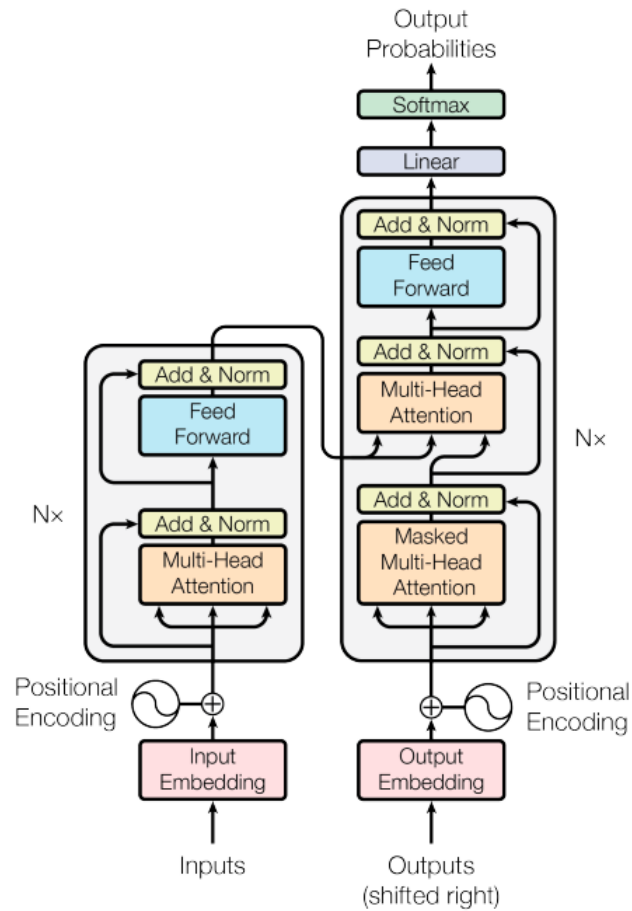 Output
Probabilities
Softmax
Linear
Add & Norm
Feed
Forward
Add & Norm
Multi-Head
Attention
Add & Norm
Masked
Multi-Head
Attention
N×
Add & Norm
Feed
Forward
Add & Norm
Multi-Head
Attention
N×
Positional
Encoding
Positional
Encoding
Input
Embedding
Output
Embedding
Inputs
Outputs
(shifted right)